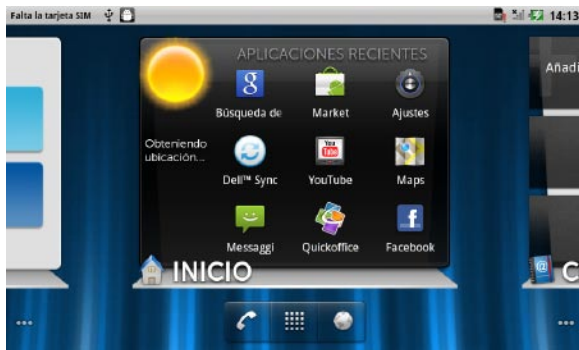 Falta la tarjeta SIM
14:13
APLICACIONES RECIENTES
Búsqueda de
Market
Ajustes
Obteniendo
ubicación...
Dell™ Sync
YouTube
Maps
Messaggi
Quickoffice
Facebook
INICIO
Añadi
C